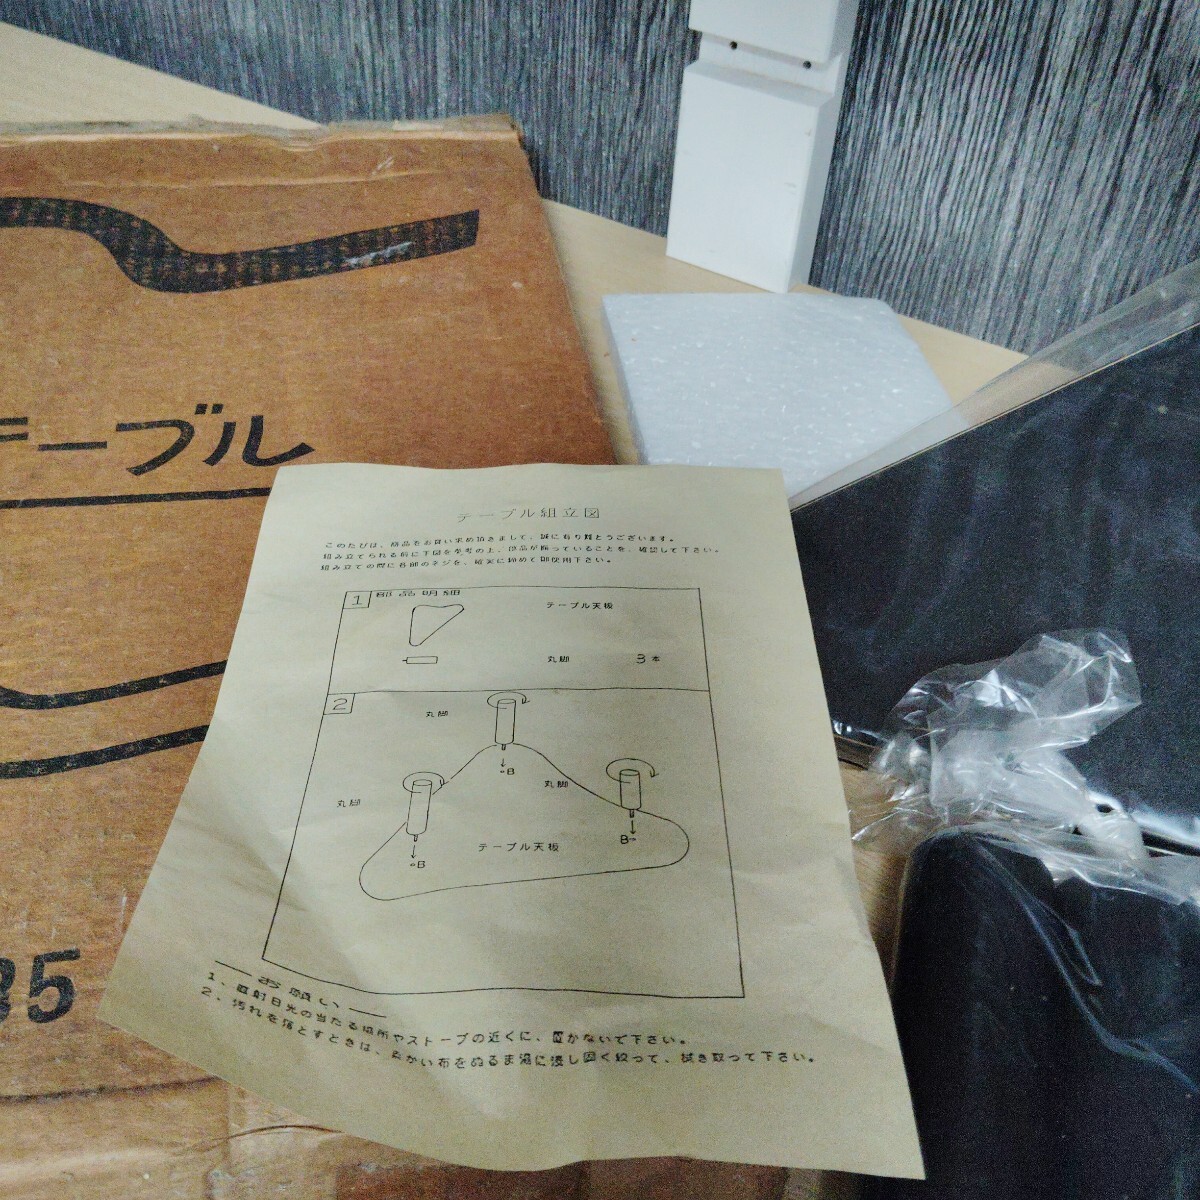 テーブル
35
テーブル組立図
このたびは、商品をお買い求め頂きまして、誠に有り難とうございます。
組み立てられる前に下図を参考の上、部品が揃っていることを、確認して下さい。
組み立ての際に各部のネジを、確実に締めて御使用下さい。
1 部品明細
テーブル天板
丸脚 3本
2
丸脚
B
丸脚
丸脚
B
テーブル天板
B
お願い
1、直射日光の当たる場所やストーブの近くに、置かないで下さい。
2、汚れを落とすときは、柔かい布をぬるま湯に浸し固く絞って、拭き取って下さい。